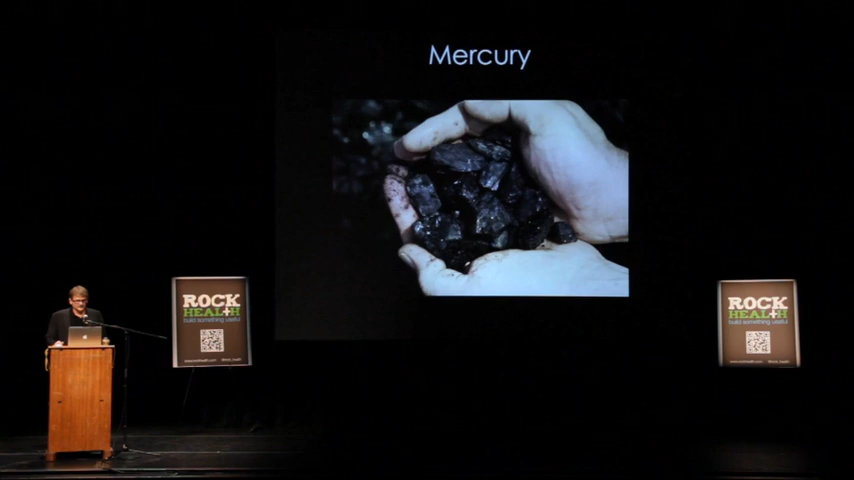 Mercury
ROCK
HEALTH
build something useful
ROCK
HEALTH
build something useful